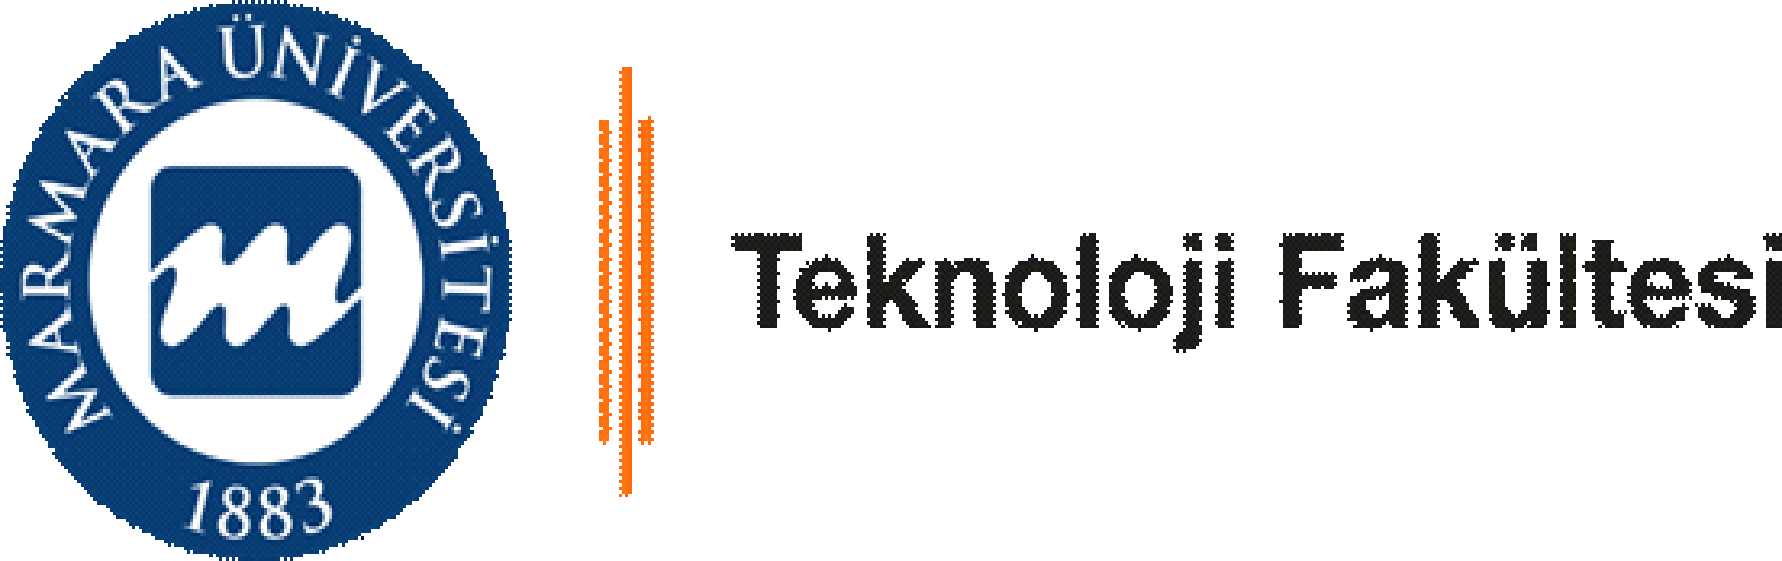 MARMARA ÜNİVERSİTESİ
1883
Teknoloji Fakültesi